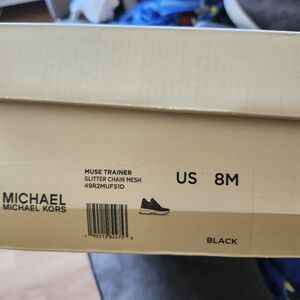 MUSE TRAINER
GLITTER CHAIN MESH
49R2MUFS1D
US 8M
MICHAEL
MICHAEL KORS
BLACK